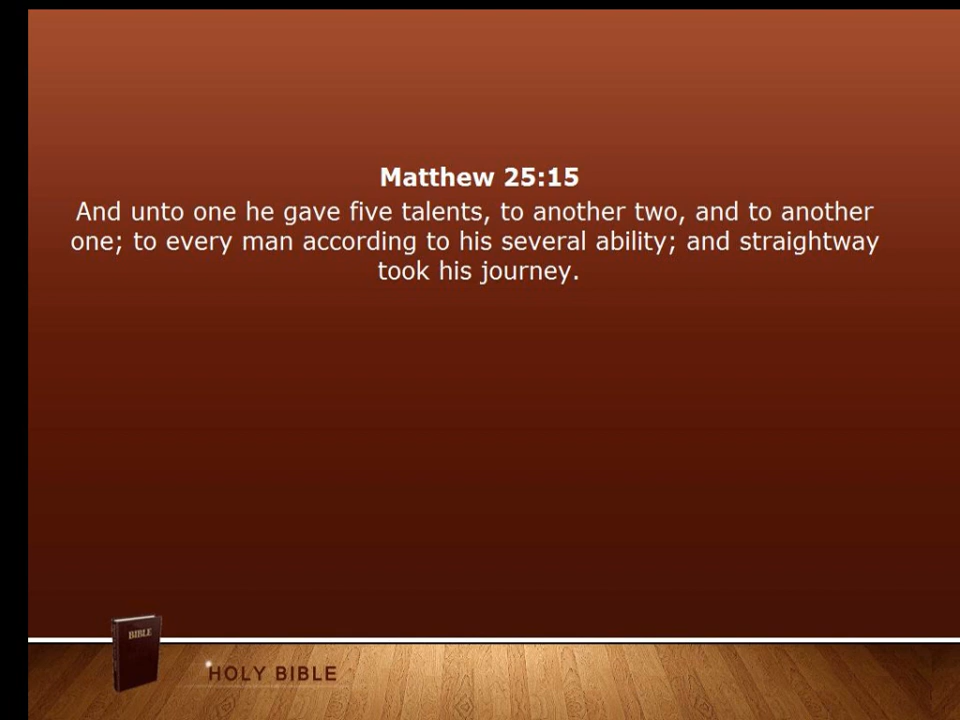 Matthew 25:15
And unto one he gave five talents, to another two, and to another
one; to every man according to his several ability; and straightway
took his journey.
BIBLE
HOLY BIBLE